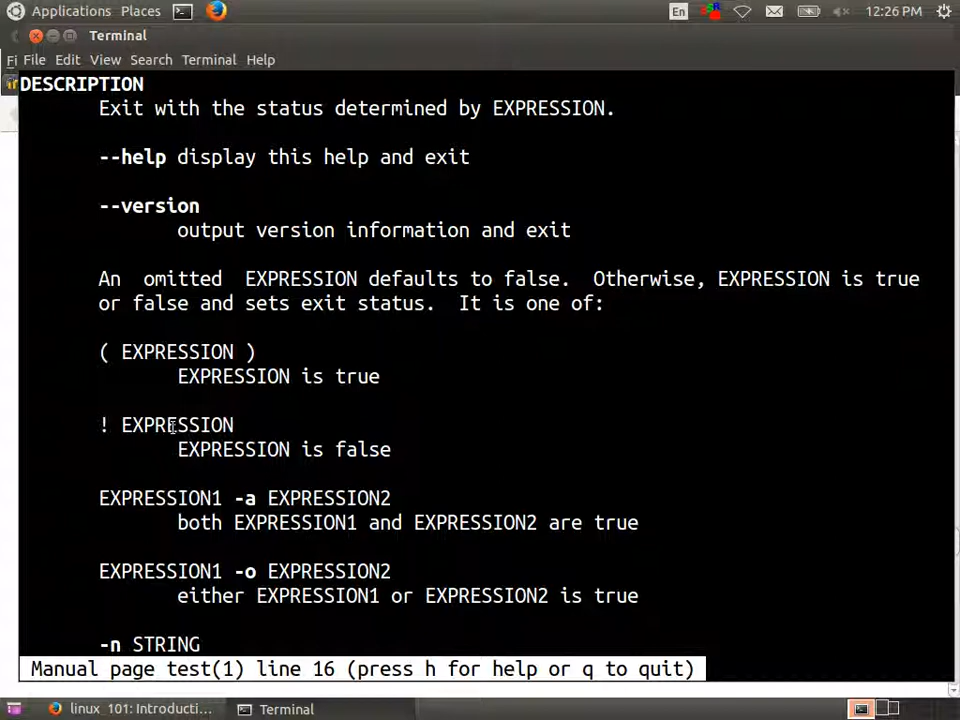 Applications Places En 12:26 PM
Terminal
Fi File Edit View Search Terminal Help
DESCRIPTION
Exit with the status determined by EXPRESSION.
--help display this help and exit
--version
output version information and exit
An omitted EXPRESSION defaults to false. Otherwise, EXPRESSION is true
or false and sets exit status. It is one of:
( EXPRESSION )
EXPRESSION is true
! EXPRESSION
EXPRESSION is false
EXPRESSION1 -a EXPRESSION2
both EXPRESSION1 and EXPRESSION2 are true
EXPRESSION1 -o EXPRESSION2
either EXPRESSION1 or EXPRESSION2 is true
-n STRING
Manual page test(1) line 16 (press h for help or q to quit)
linux_101: Introducti... Terminal